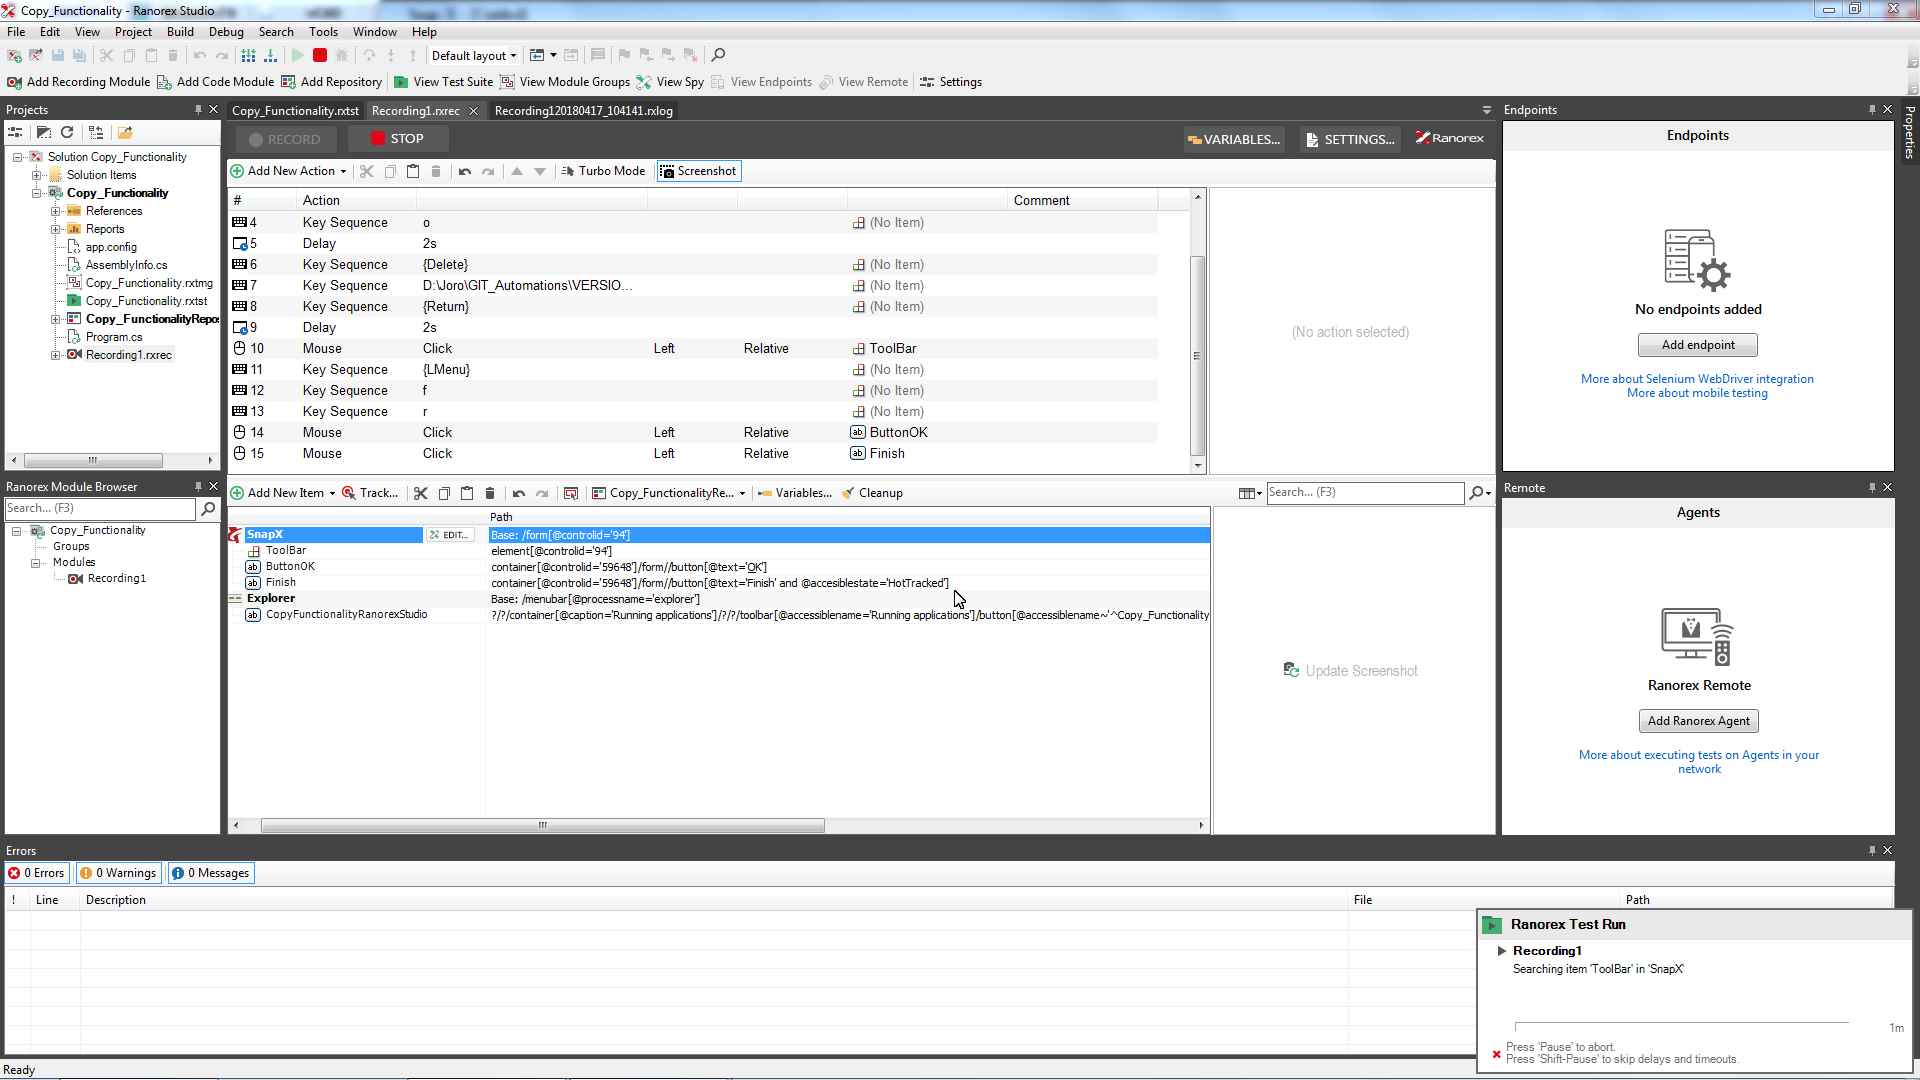 Copy_Functionality - Ranorex Studio
File Edit View Project Build Debug Search Tools Window Help
Default layout
Add Recording Module Add Code Module Add Repository View Test Suite View Module Groups View Spy View Endpoints View Remote Settings
Projects
Solution Copy_Functionality
Solution Items
Copy_Functionality
References
Reports
app.config
AssemblyInfo.cs
Copy_Functionality.rxtmg
Copy_Functionality.rxtst
Copy_FunctionalityRepo
Program.cs
Recording1.rxrec
Ranorex Module Browser
Search... (F3)
Copy_Functionality
Groups
Modules
Recording1
Copy_Functionality.rxtst Recording1.rxrec Recording120180417_104141.rxlog
RECORD STOP VARIABLES... SETTINGS... Ranorex
Add New Action Turbo Mode Screenshot
# Action Comment
4 Key Sequence o (No Item)
5 Delay 2s
6 Key Sequence {Delete} (No Item)
7 Key Sequence D:\Joro\GIT_Automations\VERSIO... (No Item)
8 Key Sequence {Return} (No Item)
9 Delay 2s
10 Mouse Click Left Relative ToolBar
11 Key Sequence {LMenu} (No Item)
12 Key Sequence f (No Item)
13 Key Sequence r (No Item)
14 Mouse Click Left Relative ButtonOK
15 Mouse Click Left Relative Finish
(No action selected)
Add New Item Track... Copy_FunctionalityRe... Variables... Cleanup Search... (F3)
Path
SnapX EDIT... Base: /form[@controlid='94']
ToolBar element[@controlid='94']
ButtonOK container[@controlid='59648']/form//button[@text='OK']
Finish container[@controlid='59648']/form//button[@text='Finish' and @accesiblestate='HotTracked']
Explorer Base: /menubar[@processname='explorer']
CopyFunctionalityRanorexStudio ?/?/container[@caption='Running applications']/?/?/toolbar[@accessiblename='Running applications']/button[@accessiblename~'^Copy_Functionality
Update Screenshot
Endpoints
Endpoints
No endpoints added
Add endpoint
More about Selenium WebDriver integration
More about mobile testing
Properties
Remote
Agents
Ranorex Remote
Add Ranorex Agent
More about executing tests on Agents in your
network
Errors
0 Errors 0 Warnings 0 Messages
! Line Description File Path
Ranorex Test Run
Recording1
Searching item 'ToolBar' in 'SnapX'
1m
Press 'Pause' to abort.
Press 'Shift-Pause' to skip delays and timeouts.
Ready